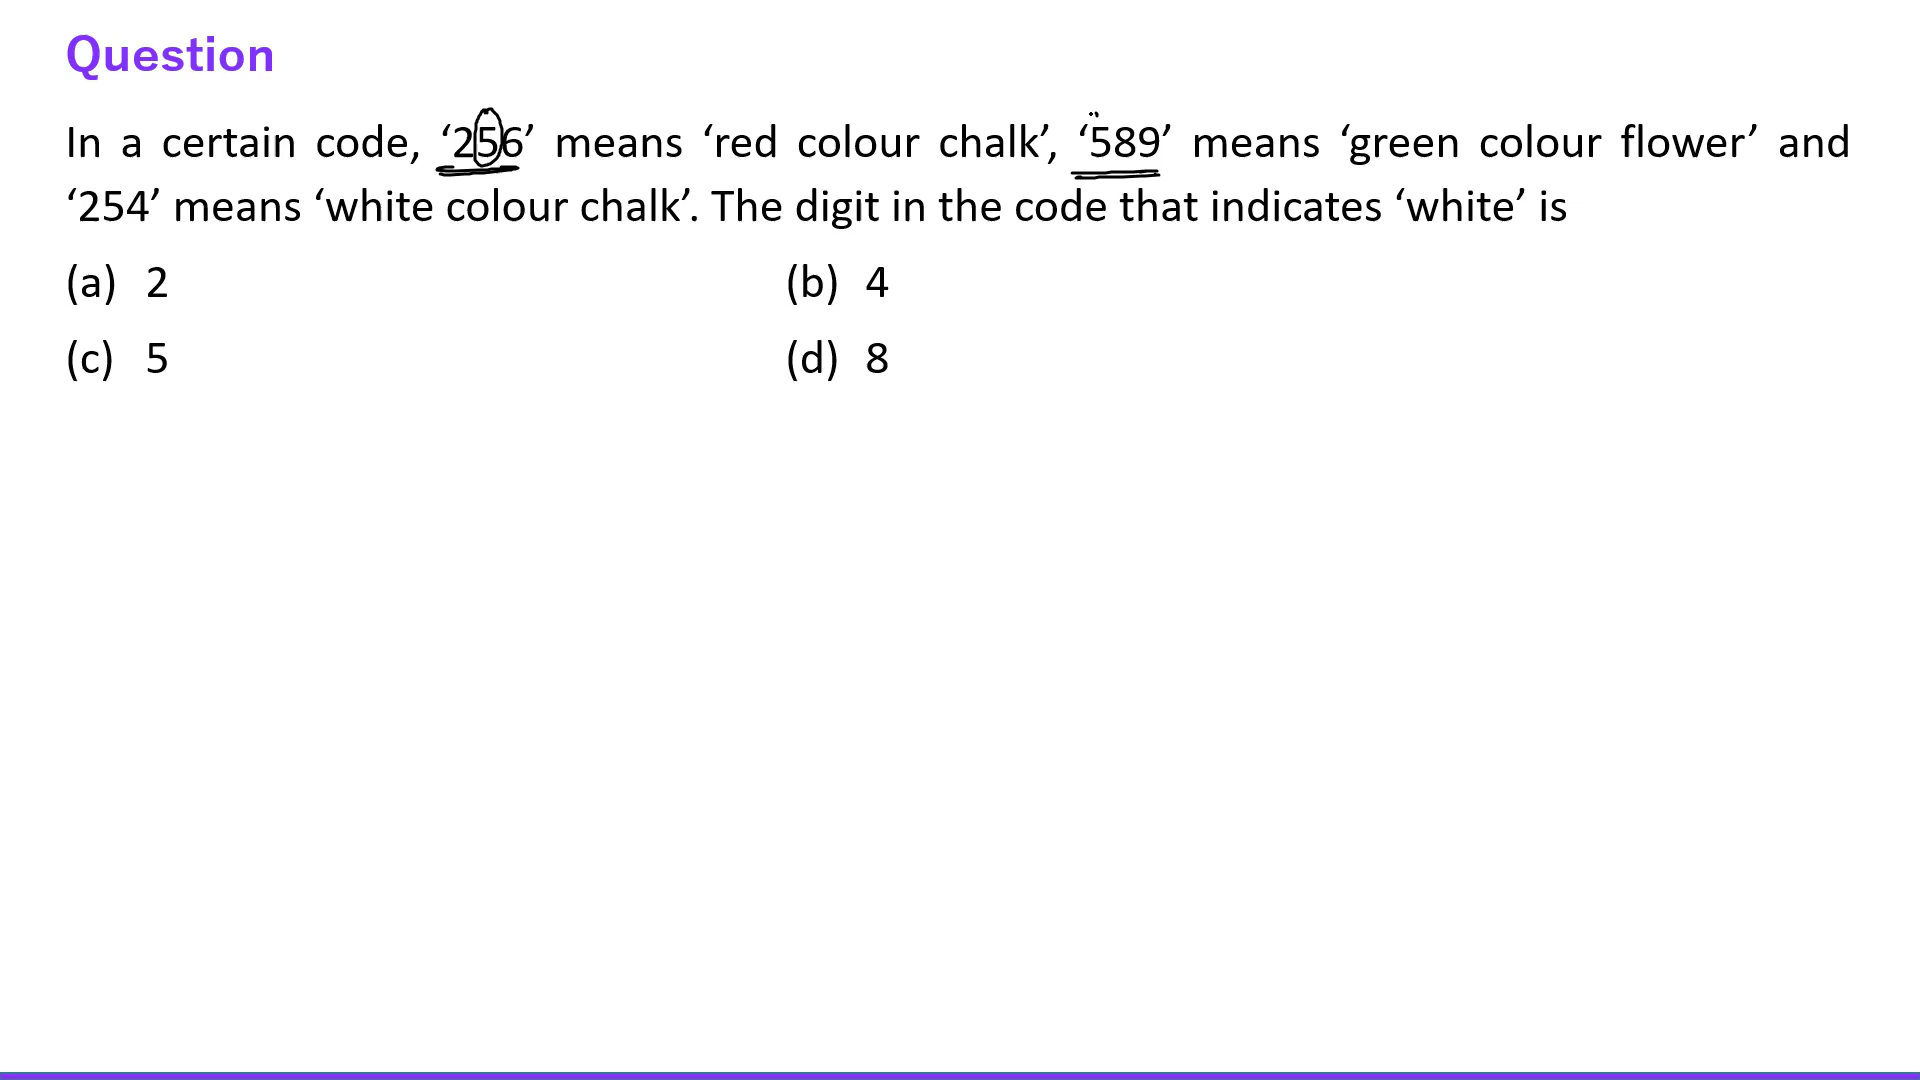 Question
In a certain code, ‘256’ means ‘red colour chalk’, ‘589’ means ‘green colour flower’ and
‘254’ means ‘white colour chalk’. The digit in the code that indicates ‘white’ is
(a) 2 (b) 4
(c) 5 (d) 8